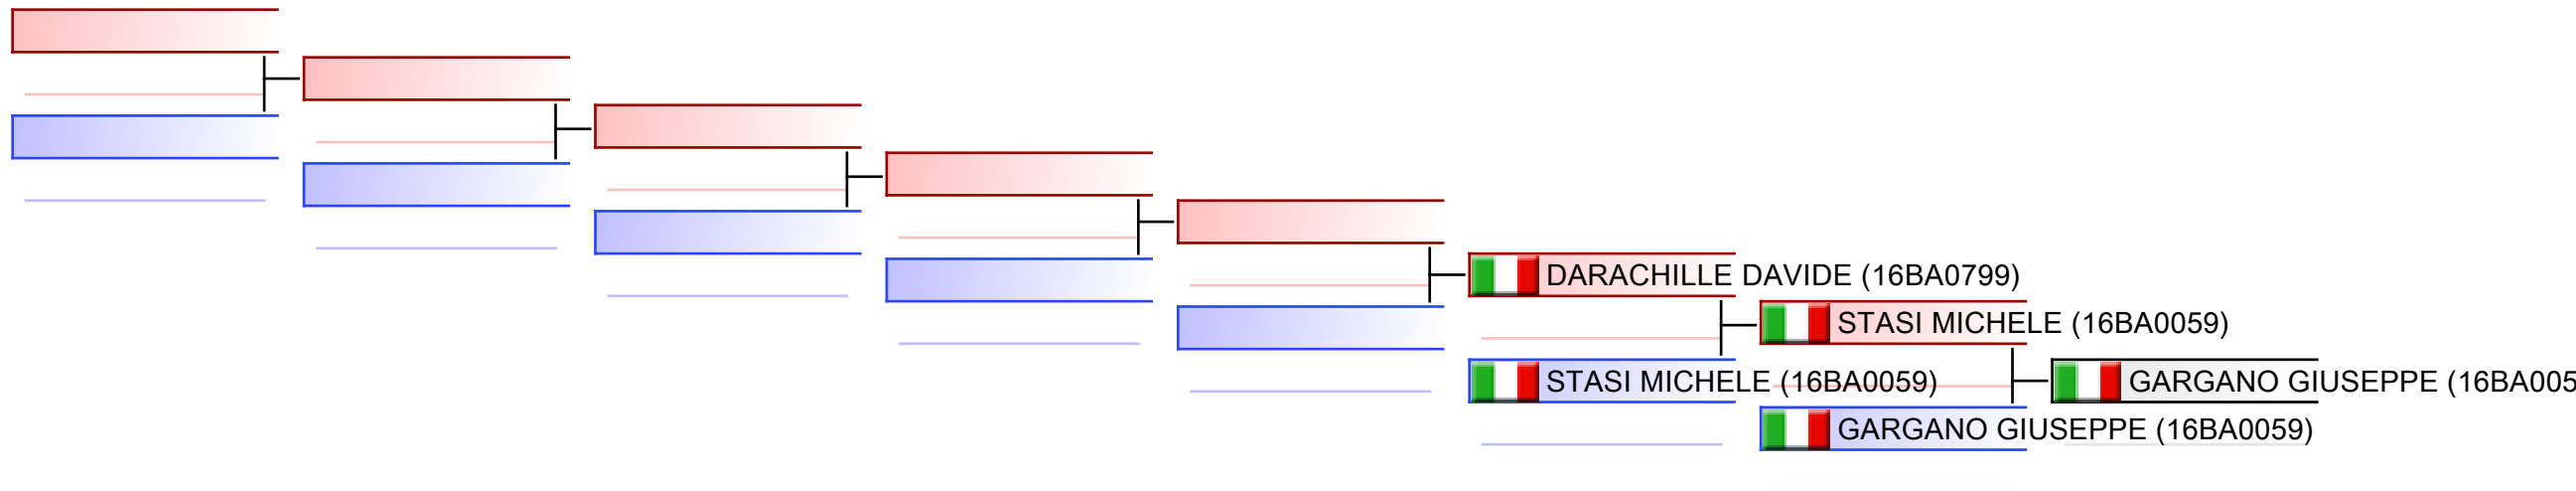 DARACHILLE DAVIDE (16BA0799)
STASI MICHELE (16BA0059)
STASI MICHELE (16BA0059)
GARGANO GIUSEPPE (16BA005
GARGANO GIUSEPPE (16BA0059)